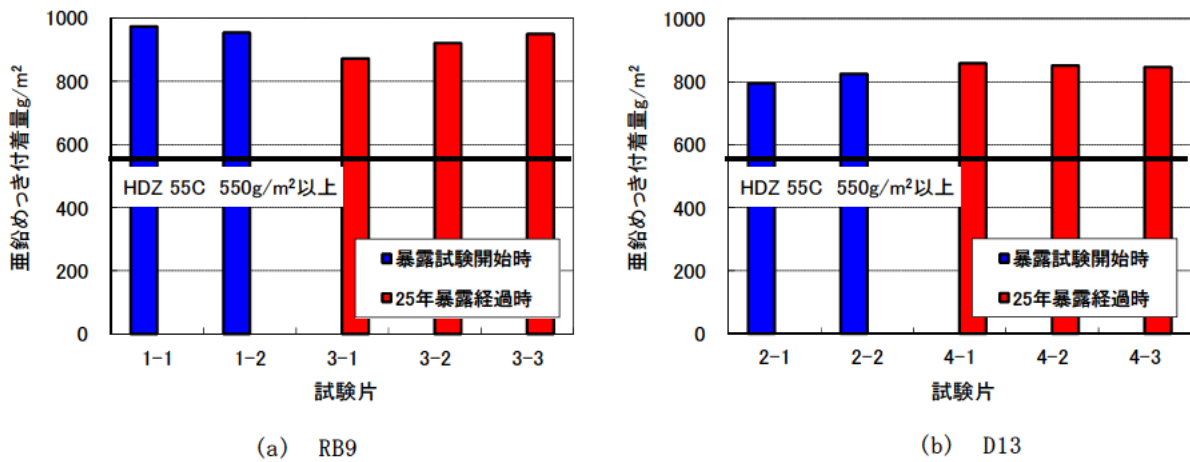 亜鉛めっき付着量g/m²
1000
800
600
400
200
0
HDZ 55C 550g/m²以上
暴露試験開始時
25年暴露経過時
1-1 1-2 3-1 3-2 3-3
試験片
(a) RB9
亜鉛めっき付着量g/m²
1000
800
600
400
200
0
HDZ 55C 550g/m²以上
暴露試験開始時
25年暴露経過時
2-1 2-2 4-1 4-2 4-3
試験片
(b) D13